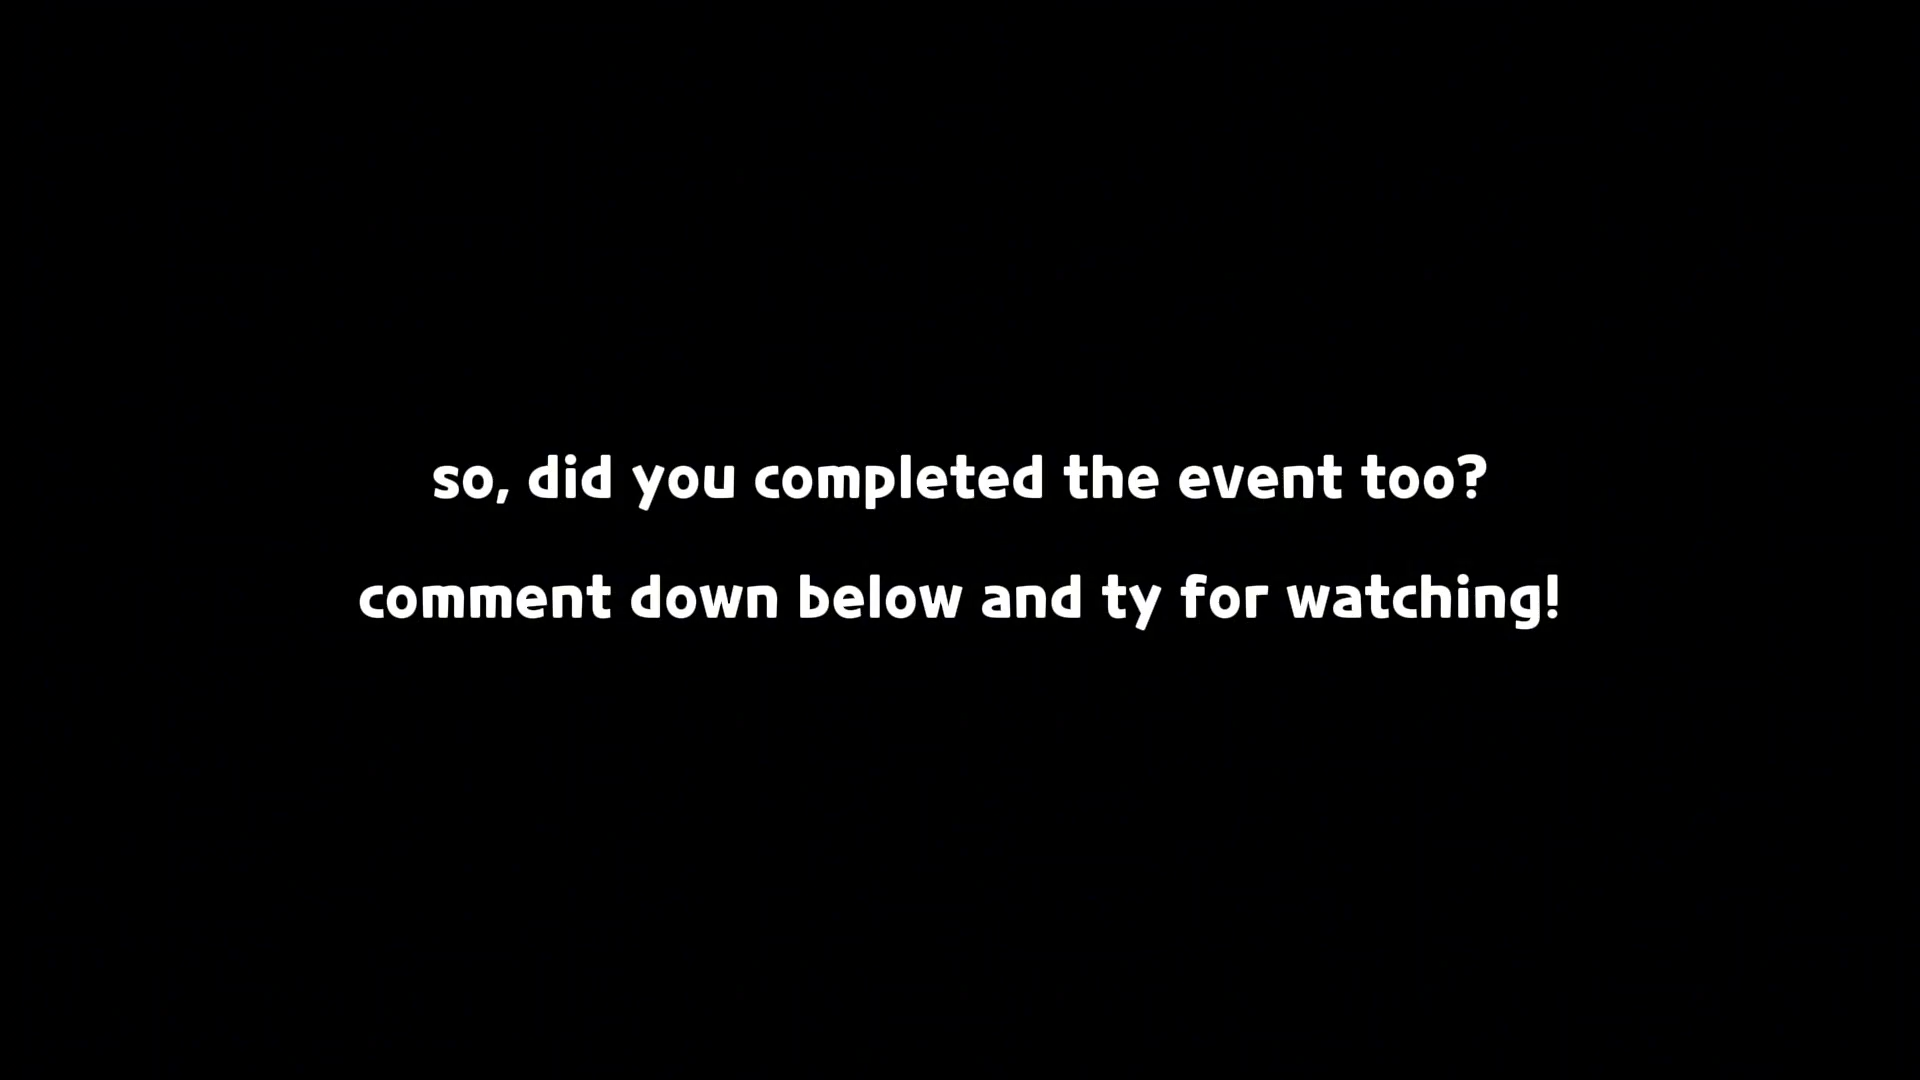 so, did you completed the event too?
comment down below and ty for watching!